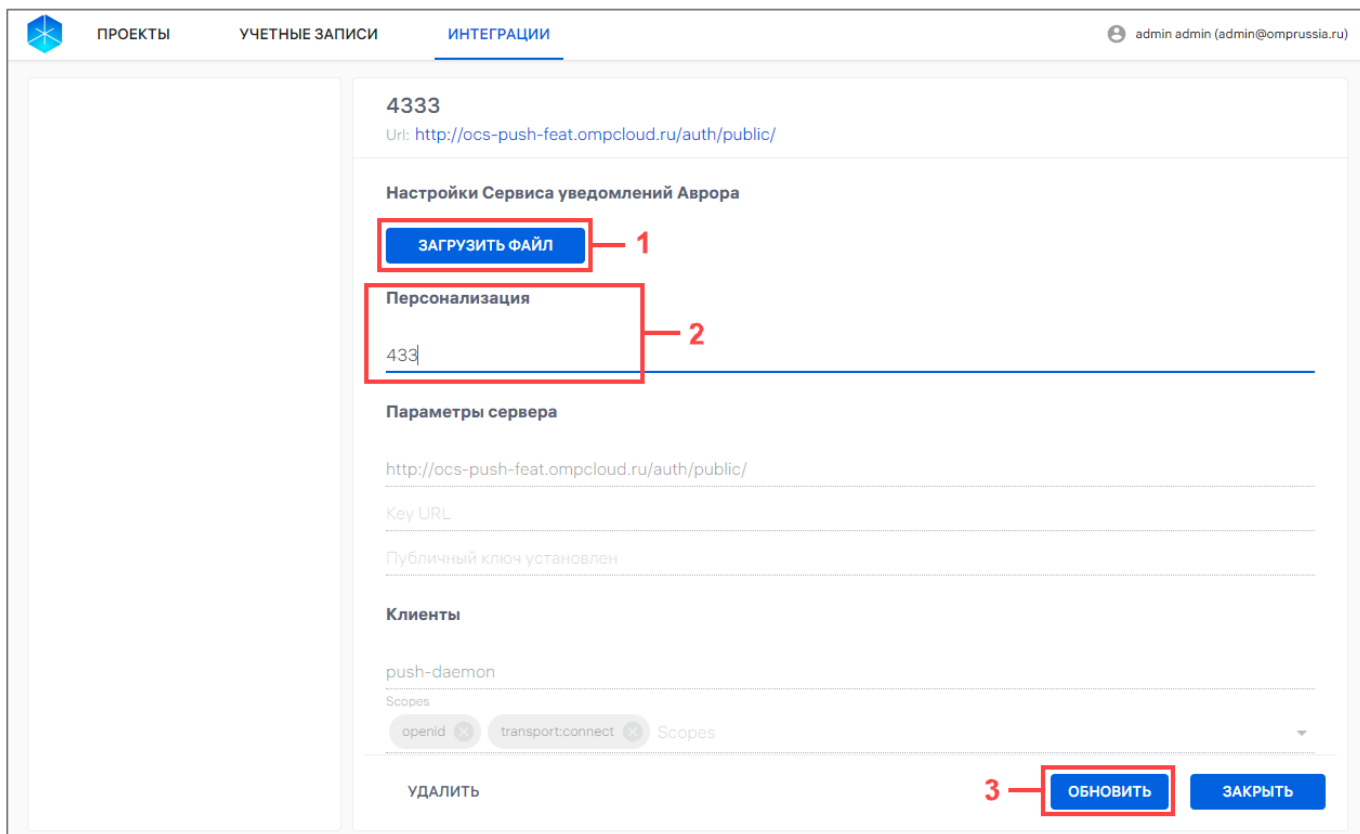 ПРОЕКТЫ УЧЕТНЫЕ ЗАПИСИ ИНТЕГРАЦИИ admin admin (admin@omprussia.ru)
4333
Url: http://ocs-push-feat.ompcloud.ru/auth/public/
Настройки Сервиса уведомлений Аврора
ЗАГРУЗИТЬ ФАЙЛ 1
Персонализация
2
433
Параметры сервера
http://ocs-push-feat.ompcloud.ru/auth/public/
Key URL
Публичный ключ установлен
Клиенты
push-daemon
Scopes
openid transport:connect Scopes
УДАЛИТЬ 3 ОБНОВИТЬ ЗАКРЫТЬ